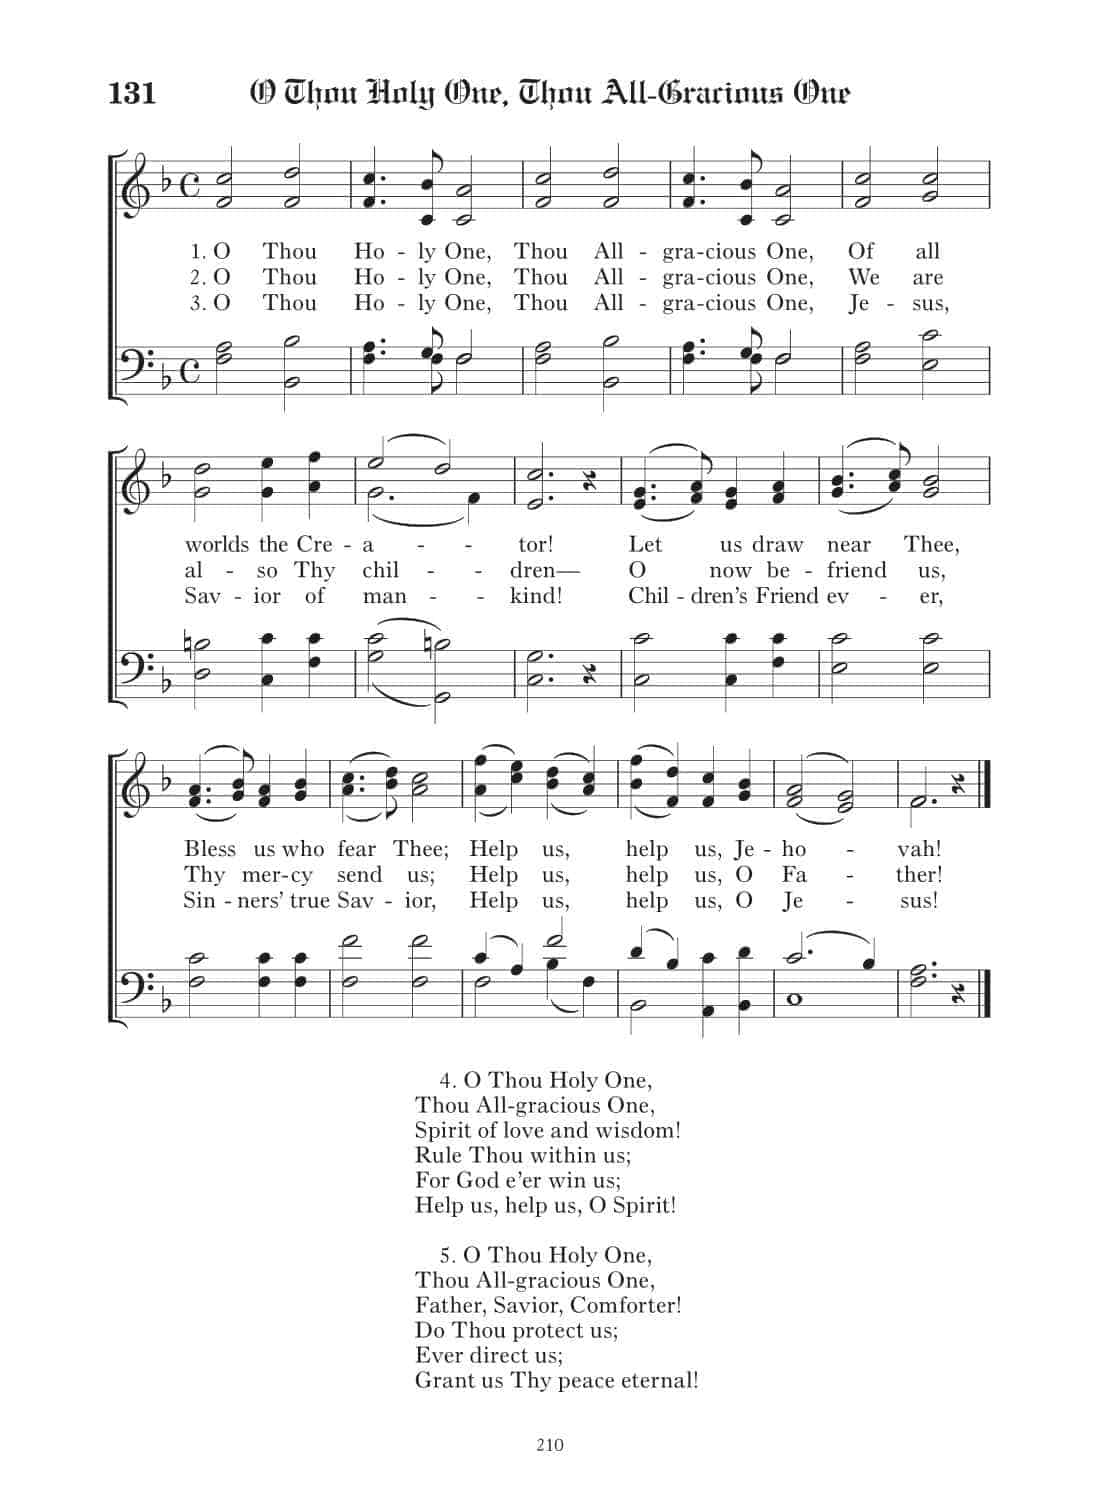 131 O Thou Holy One, Thou All-Gracious One
1. O Thou Ho - ly One, Thou All - gra-cious One, Of all
2. O Thou Ho - ly One, Thou All - gra-cious One, We are
3. O Thou Ho - ly One, Thou All - gra-cious One, Je - sus,
worlds the Cre - a - - tor! Let us draw near Thee,
al - so Thy chil - - dren— O now be - friend us,
Sav - ior of man - - kind! Chil - dren's Friend ev - er,
Bless us who fear Thee; Help us, help us, Je - ho - vah!
Thy mer-cy send us; Help us, help us, O Fa - ther!
Sin - ners' true Sav - ior, Help us, help us, O Je - sus!
4. O Thou Holy One,
Thou All-gracious One,
Spirit of love and wisdom!
Rule Thou within us;
For God e'er win us;
Help us, help us, O Spirit!
5. O Thou Holy One,
Thou All-gracious One,
Father, Savior, Comforter!
Do Thou protect us;
Ever direct us;
Grant us Thy peace eternal!
210